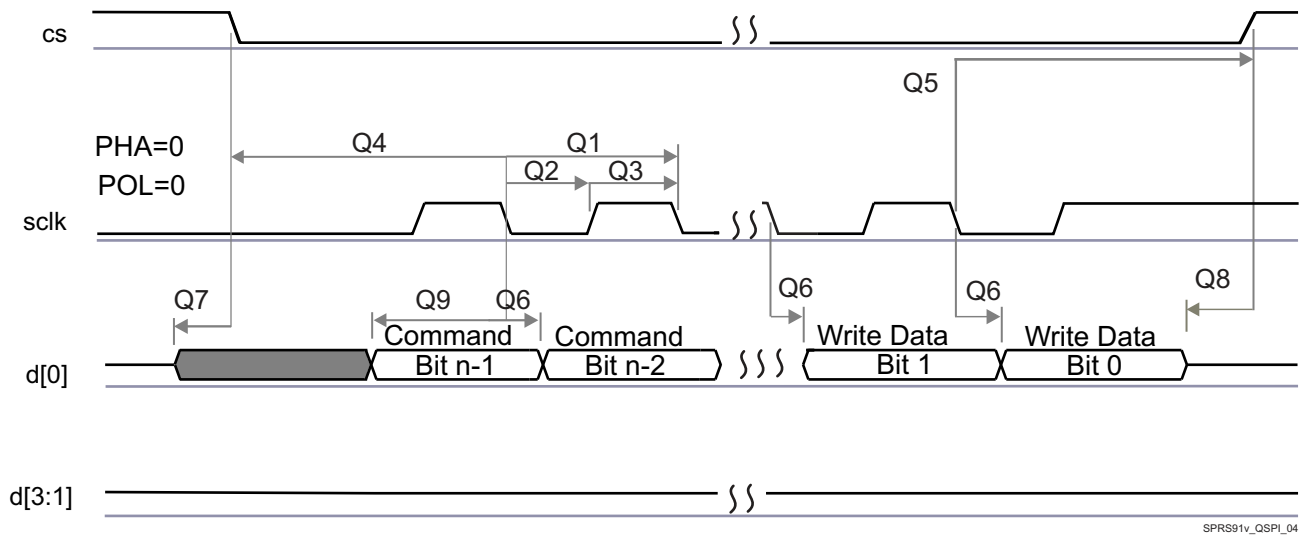 cs
Q5
PHA=0
Q4
Q1
POL=0
Q2
Q3
sclk
Q7
Q9
Q6
Q6
Q6
Q8
Command
Command
Write Data
Write Data
d[0]
Bit n-1
Bit n-2
Bit 1
Bit 0
d[3:1]
SPRS91v_QSPI_04